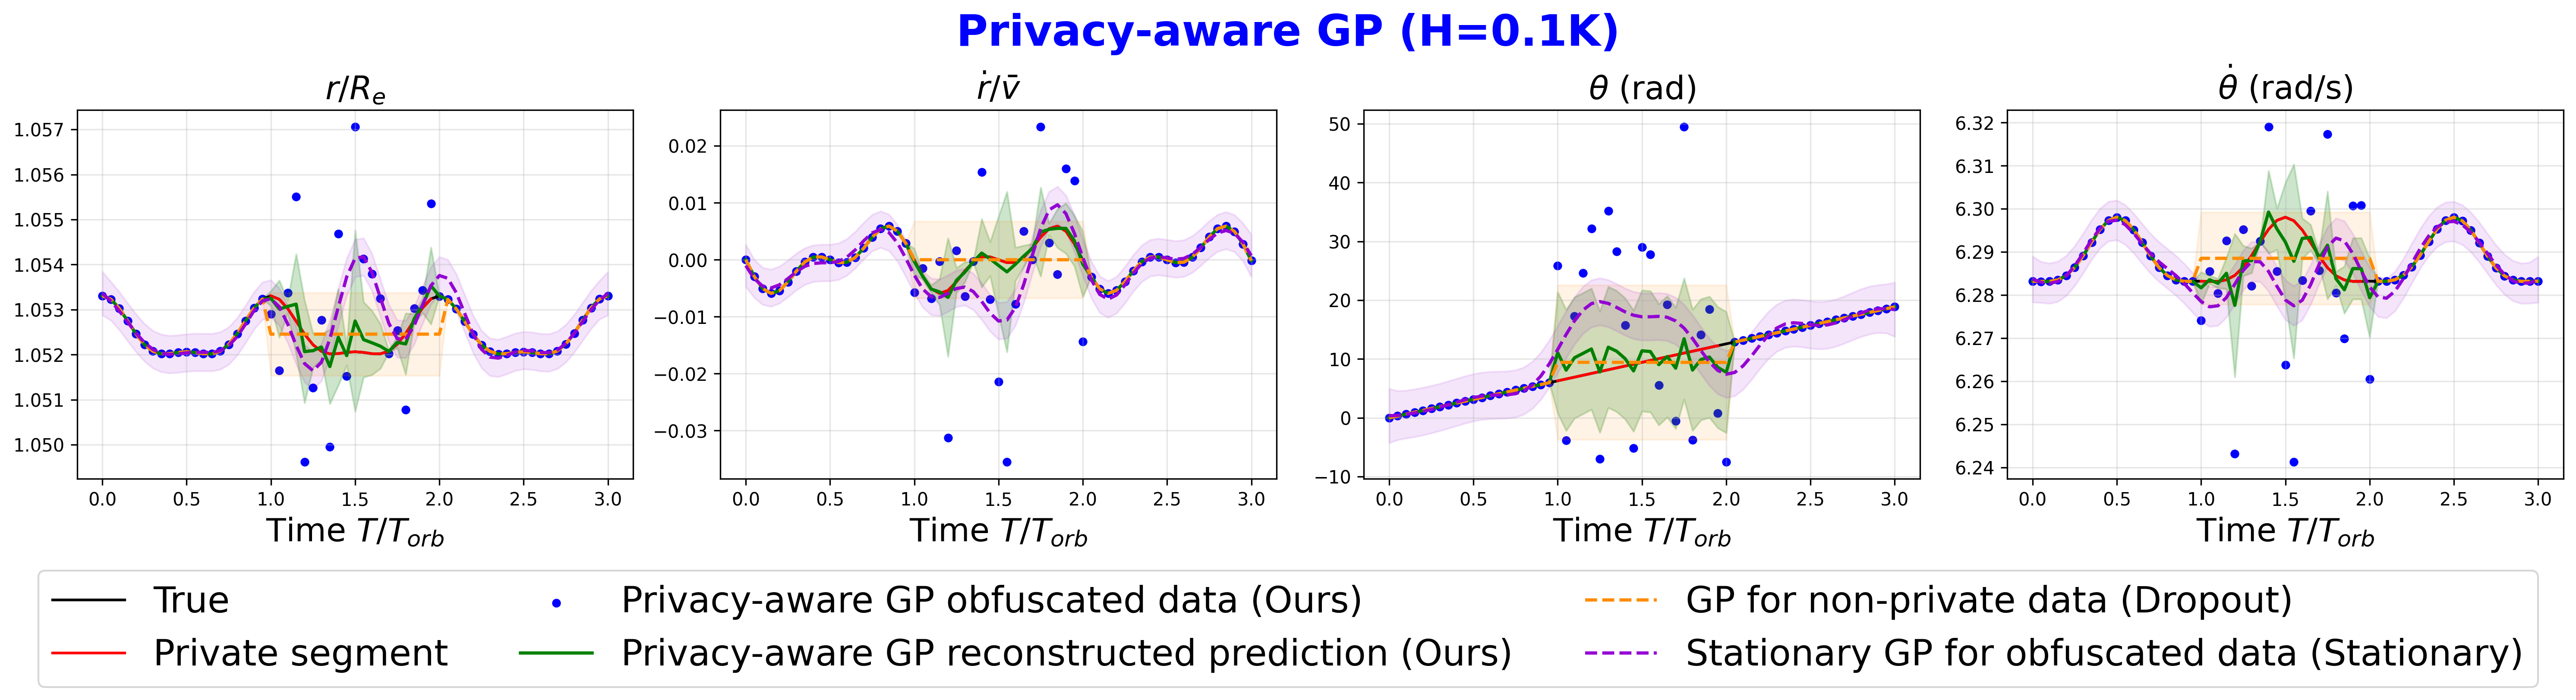 Privacy-aware GP (H=0.1K)
r/Rₑ
ṙ/v̄
θ (rad)
θ̇ (rad/s)
1.057
1.056
1.055
1.054
1.053
1.052
1.051
1.050
0.0 0.5 1.0 1.5 2.0 2.5 3.0
Time T/T_orb
0.02
0.01
0.00
−0.01
−0.02
−0.03
0.0 0.5 1.0 1.5 2.0 2.5 3.0
Time T/T_orb
50
40
30
20
10
0
−10
0.0 0.5 1.0 1.5 2.0 2.5 3.0
Time T/T_orb
6.32
6.31
6.30
6.29
6.28
6.27
6.26
6.25
6.24
0.0 0.5 1.0 1.5 2.0 2.5 3.0
Time T/T_orb
True
Private segment
Privacy-aware GP obfuscated data (Ours)
Privacy-aware GP reconstructed prediction (Ours)
GP for non-private data (Dropout)
Stationary GP for obfuscated data (Stationary)